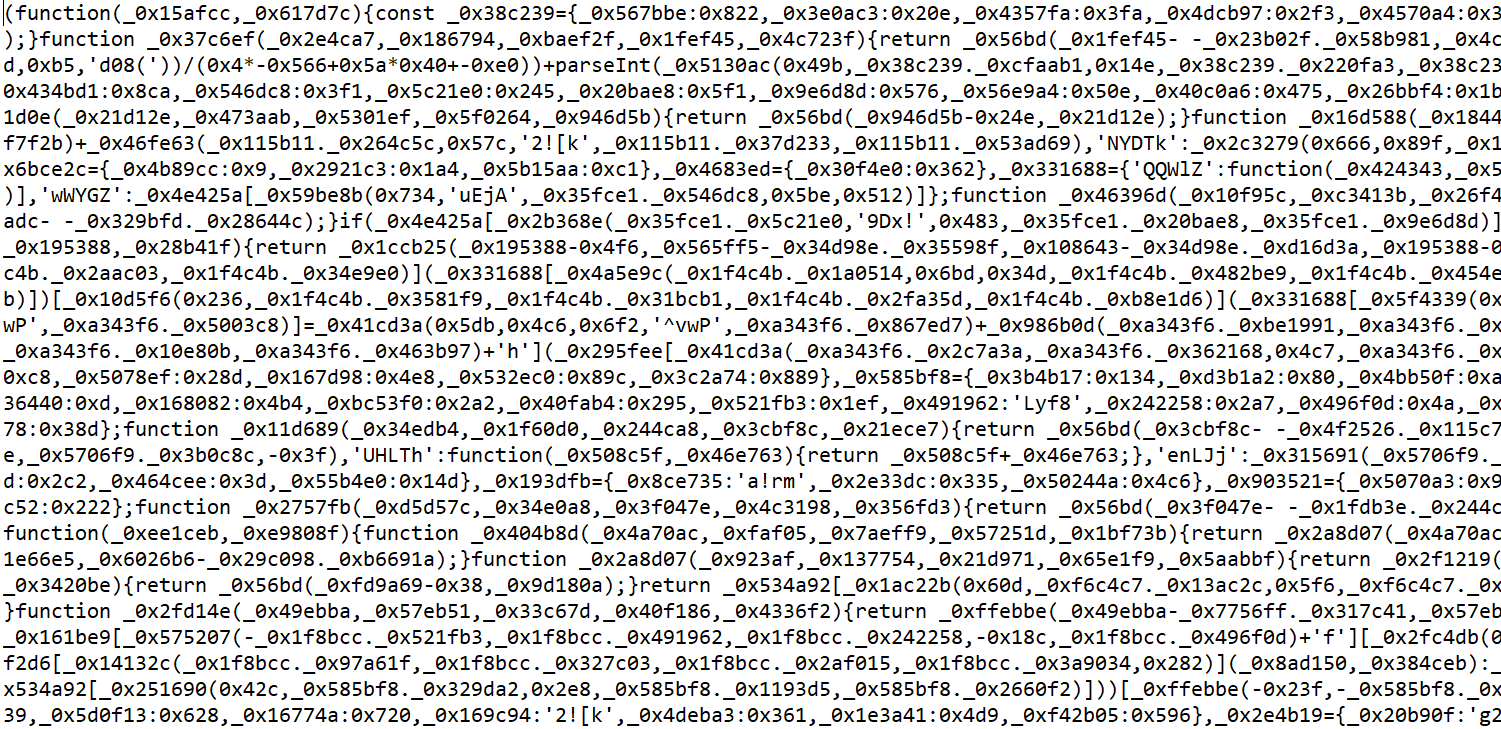 (function(_0x15afcc,_0x617d7c){const _0x38c239={_0x567bbe:0x822,_0x3e0ac3:0x20e,_0x4357fa:0x3fa,_0x4dcb97:0x2f3,_0x4570a4:0x3
);}function _0x37c6ef(_0x2e4ca7,_0x186794,_0xbaef2f,_0x1fef45,_0x4c723f){return _0x56bd(_0x1fef45- -_0x23b02f._0x58b981,_0x4c
d,0xb5,'d08('))/(0x4*-0x566+0x5a*0x40+-0xe0))+parseInt(_0x5130ac(0x49b,_0x38c239._0xcfaab1,0x14e,_0x38c239._0x220fa3,_0x38c23
0x434bd1:0x8ca,_0x546dc8:0x3f1,_0x5c21e0:0x245,_0x20bae8:0x5f1,_0x9e6d8d:0x576,_0x56e9a4:0x50e,_0x40c0a6:0x475,_0x26bbf4:0x1b
1d0e(_0x21d12e,_0x473aab,_0x5301ef,_0x5f0264,_0x946d5b){return _0x56bd(_0x946d5b-0x24e,_0x21d12e);}function _0x16d588(_0x1844
f7f2b)+_0x46fe63(_0x115b11._0x264c5c,0x57c,'2![k',_0x115b11._0x37d233,_0x115b11._0x53ad69),'NYDTk':_0x2c3279(0x666,0x89f,_0x1
x6bce2c={_0x4b89cc:0x9,_0x2921c3:0x1a4,_0x5b15aa:0xc1},_0x4683ed={_0x30f4e0:0x362},_0x331688={'QQWlZ':function(_0x424343,_0x5
)],'wWYGZ':_0x4e425a[_0x59be8b(0x734,'uEjA',_0x35fce1._0x546dc8,0x5be,0x512)]};function _0x46396d(_0x10f95c,_0xc3413b,_0x26f4
adc- -_0x329bfd._0x28644c);}if(_0x4e425a[_0x2b368e(_0x35fce1._0x5c21e0,'9Dx!',0x483,_0x35fce1._0x20bae8,_0x35fce1._0x9e6d8d)]
_0x195388,_0x28b41f){return _0x1ccb25(_0x195388-0x4f6,_0x565ff5-_0x34d98e._0x35598f,_0x108643-_0x34d98e._0xd16d3a,_0x195388-0
c4b._0x2aac03,_0x1f4c4b._0x34e9e0)](_0x331688[_0x4a5e9c(_0x1f4c4b._0x1a0514,0x6bd,0x34d,_0x1f4c4b._0x482be9,_0x1f4c4b._0x454e
b)])[_0x10d5f6(0x236,_0x1f4c4b._0x3581f9,_0x1f4c4b._0x31bcb1,_0x1f4c4b._0x2fa35d,_0x1f4c4b._0xb8e1d6)](_0x331688[_0x5f4339(0x
wP',_0xa343f6._0x5003c8)]=_0x41cd3a(0x5db,0x4c6,0x6f2,'^vwP',_0xa343f6._0x867ed7)+_0x986b0d(_0xa343f6._0xbe1991,_0xa343f6._0x
_0xa343f6._0x10e80b,_0xa343f6._0x463b97)+'h'](_0x295fee[_0x41cd3a(_0xa343f6._0x2c7a3a,_0xa343f6._0x362168,0x4c7,_0xa343f6._0x
0xc8,_0x5078ef:0x28d,_0x167d98:0x4e8,_0x532ec0:0x89c,_0x3c2a74:0x889},_0x585bf8={_0x3b4b17:0x134,_0xd3b1a2:0x80,_0x4bb50f:0xa
36440:0xd,_0x168082:0x4b4,_0xbc53f0:0x2a2,_0x40fab4:0x295,_0x521fb3:0x1ef,_0x491962:'Lyf8',_0x242258:0x2a7,_0x496f0d:0x4a,_0x
78:0x38d};function _0x11d689(_0x34edb4,_0x1f60d0,_0x244ca8,_0x3cbf8c,_0x21ece7){return _0x56bd(_0x3cbf8c- -_0x4f2526._0x115c7
e,_0x5706f9._0x3b0c8c,-0x3f),'UHLTh':function(_0x508c5f,_0x46e763){return _0x508c5f+_0x46e763;},'enLJj':_0x315691(_0x5706f9._
d:0x2c2,_0x464cee:0x3d,_0x55b4e0:0x14d},_0x193dfb={_0x8ce735:'a!rm',_0x2e33dc:0x335,_0x50244a:0x4c6},_0x903521={_0x5070a3:0x9
c52:0x222};function _0x2757fb(_0xd5d57c,_0x34e0a8,_0x3f047e,_0x4c3198,_0x356fd3){return _0x56bd(_0x3f047e- -_0x1fdb3e._0x244c
function(_0xee1ceb,_0xe9808f){function _0x404b8d(_0x4a70ac,_0xfaf05,_0x7aeff9,_0x57251d,_0x1bf73b){return _0x2a8d07(_0x4a70ac
1e66e5,_0x6026b6-_0x29c098._0xb6691a);}function _0x2a8d07(_0x923af,_0x137754,_0x21d971,_0x65e1f9,_0x5aabbf){return _0x2f1219(
_0x3420be){return _0x56bd(_0xfd9a69-0x38,_0x9d180a);}return _0x534a92[_0x1ac22b(0x60d,_0xf6c4c7._0x13ac2c,0x5f6,_0xf6c4c7._0x
}function _0x2fd14e(_0x49ebba,_0x57eb51,_0x33c67d,_0x40f186,_0x4336f2){return _0xffebbe(_0x49ebba-_0x7756ff._0x317c41,_0x57eb
_0x161be9[_0x575207(-_0x1f8bcc._0x521fb3,_0x1f8bcc._0x491962,_0x1f8bcc._0x242258,-0x18c,_0x1f8bcc._0x496f0d)+'f'][_0x2fc4db(0
f2d6[_0x14132c(_0x1f8bcc._0x97a61f,_0x1f8bcc._0x327c03,_0x1f8bcc._0x2af015,_0x1f8bcc._0x3a9034,0x282)](_0x8ad150,_0x384ceb):_
x534a92[_0x251690(0x42c,_0x585bf8._0x329da2,0x2e8,_0x585bf8._0x1193d5,_0x585bf8._0x2660f2)]))[_0xffebbe(-0x23f,-_0x585bf8._0x
39,_0x5d0f13:0x628,_0x16774a:0x720,_0x169c94:'2![k',_0x4deba3:0x361,_0x1e3a41:0x4d9,_0xf42b05:0x596},_0x2e4b19={_0x20b90f:'g2